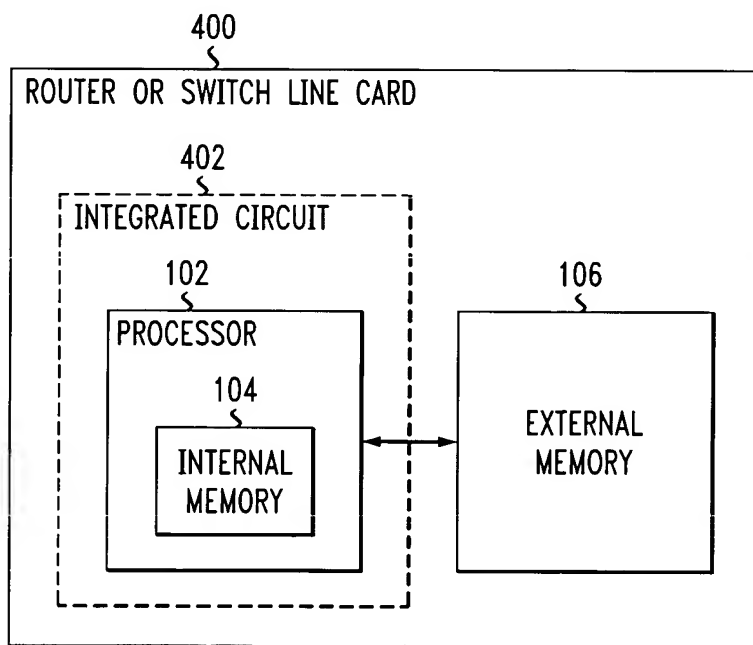 400
ROUTER OR SWITCH LINE CARD
402
INTEGRATED CIRCUIT
102
PROCESSOR
104
INTERNAL
MEMORY
106
EXTERNAL
MEMORY